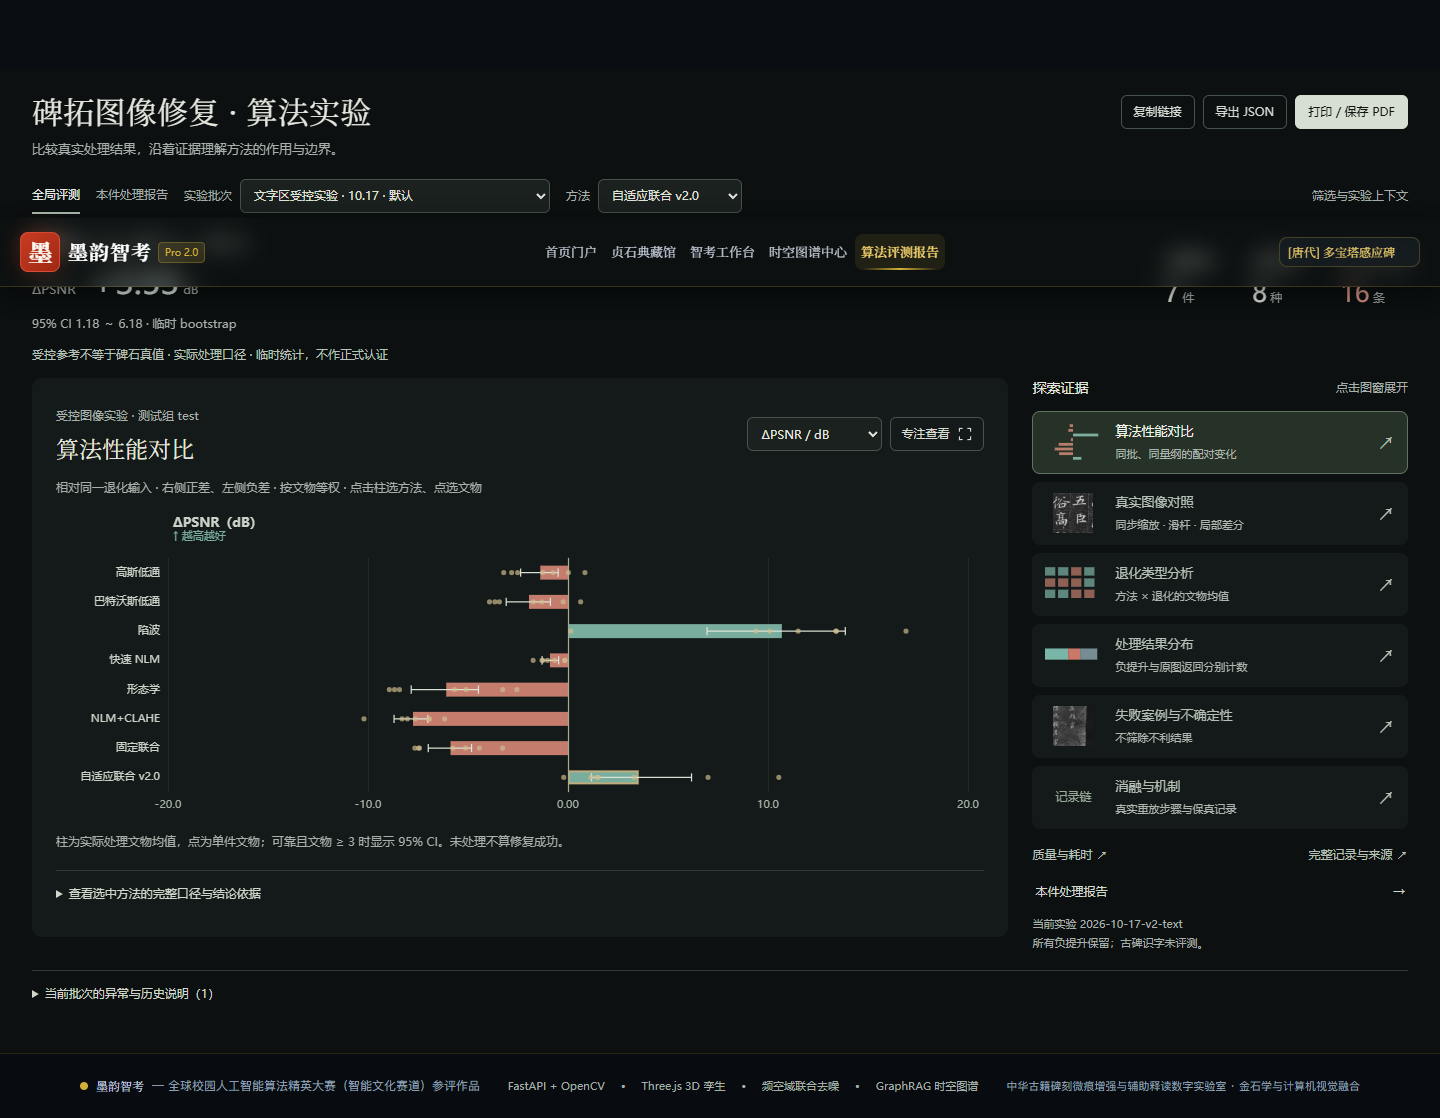 碑拓图像修复 · 算法实验
比较真实处理结果，沿着证据理解方法的作用与边界。
复制链接
导出 JSON
打印 / 保存 PDF
全局评测
本件处理报告
实验批次
文字区受控实验 · 10.17 · 默认
方法
自适应联合 v2.0
筛选与实验上下文
墨
墨韵智考
Pro 2.0
首页门户
贞石典藏馆
智考工作台
时空图谱中心
算法评测报告
[唐代] 多宝塔感应碑
ΔPSNR
dB
7 件
8 种
16 条
95% CI 1.18 ~ 6.18 · 临时 bootstrap
受控参考不等于碑石真值 · 实际处理口径 · 临时统计，不作正式认证
受控图像实验 · 测试组 test
算法性能对比
ΔPSNR / dB
专注查看
相对同一退化输入 · 右侧正差、左侧负差 · 按文物等权 · 点击柱选方法、点选文物
ΔPSNR (dB)
↑ 越高越好
高斯低通
巴特沃斯低通
陷波
快速 NLM
形态学
NLM+CLAHE
固定联合
自适应联合 v2.0
-20.0
-10.0
0.00
10.0
20.0
柱为实际处理文物均值，点为单件文物；可靠且文物 ≥ 3 时显示 95% CI。未处理不算修复成功。
▶ 查看选中方法的完整口径与结论依据
探索证据
点击图窗展开
算法性能对比
同批、同量纲的配对变化
↗
五
俗
臣
高
真实图像对照
同步缩放 · 滑杆 · 局部差分
↗
退化类型分析
方法 × 退化的文物均值
↗
处理结果分布
负提升与原图返回分别计数
↗
失败案例与不确定性
不筛除不利结果
↗
记录链
消融与机制
真实重放步骤与保真记录
↗
质量与耗时 ↗
完整记录与来源 ↗
本件处理报告
→
当前实验 2026-10-17-v2-text
所有负提升保留；古碑识字未评测。
▶ 当前批次的异常与历史说明（1）
墨韵智考 — 全球校园人工智能算法精英大赛（智能文化赛道）参评作品
FastAPI + OpenCV • Three.js 3D 孪生 • 频空域联合去噪 • GraphRAG 时空图谱
中华古籍碑刻微痕增强与辅助释读数字实验室 · 金石学与计算机视觉融合